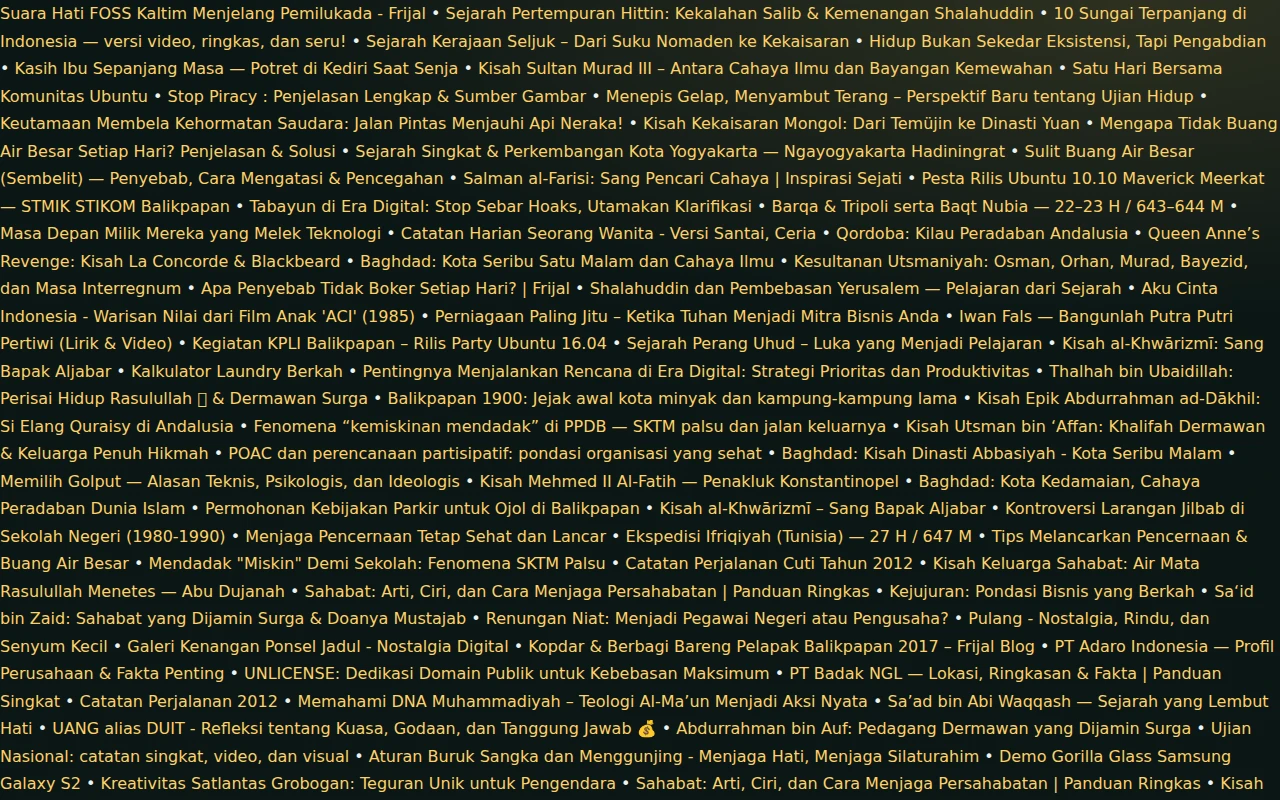 Suara Hati FOSS Kaltim Menjelang Pemilukada - Frijal • Sejarah Pertempuran Hittin: Kekalahan Salib & Kemenangan Shalahuddin • 10 Sungai Terpanjang di
Indonesia — versi video, ringkas, dan seru! • Sejarah Kerajaan Seljuk – Dari Suku Nomaden ke Kekaisaran • Hidup Bukan Sekedar Eksistensi, Tapi Pengabdian
• Kasih Ibu Sepanjang Masa — Potret di Kediri Saat Senja • Kisah Sultan Murad III – Antara Cahaya Ilmu dan Bayangan Kemewahan • Satu Hari Bersama
Komunitas Ubuntu • Stop Piracy : Penjelasan Lengkap & Sumber Gambar • Menepis Gelap, Menyambut Terang – Perspektif Baru tentang Ujian Hidup •
Keutamaan Membela Kehormatan Saudara: Jalan Pintas Menjauhi Api Neraka! • Kisah Kekaisaran Mongol: Dari Temüjin ke Dinasti Yuan • Mengapa Tidak Buang
Air Besar Setiap Hari? Penjelasan & Solusi • Sejarah Singkat & Perkembangan Kota Yogyakarta — Ngayogyakarta Hadiningrat • Sulit Buang Air Besar
(Sembelit) — Penyebab, Cara Mengatasi & Pencegahan • Salman al-Farisi: Sang Pencari Cahaya | Inspirasi Sejati • Pesta Rilis Ubuntu 10.10 Maverick Meerkat
— STMIK STIKOM Balikpapan • Tabayun di Era Digital: Stop Sebar Hoaks, Utamakan Klarifikasi • Barqa & Tripoli serta Baqt Nubia — 22–23 H / 643–644 M •
Masa Depan Milik Mereka yang Melek Teknologi • Catatan Harian Seorang Wanita - Versi Santai, Ceria • Qordoba: Kilau Peradaban Andalusia • Queen Anne’s
Revenge: Kisah La Concorde & Blackbeard • Baghdad: Kota Seribu Satu Malam dan Cahaya Ilmu • Kesultanan Utsmaniyah: Osman, Orhan, Murad, Bayezid,
dan Masa Interregnum • Apa Penyebab Tidak Boker Setiap Hari? | Frijal • Shalahuddin dan Pembebasan Yerusalem — Pelajaran dari Sejarah • Aku Cinta
Indonesia - Warisan Nilai dari Film Anak 'ACI' (1985) • Perniagaan Paling Jitu – Ketika Tuhan Menjadi Mitra Bisnis Anda • Iwan Fals — Bangunlah Putra Putri
Pertiwi (Lirik & Video) • Kegiatan KPLI Balikpapan – Rilis Party Ubuntu 16.04 • Sejarah Perang Uhud – Luka yang Menjadi Pelajaran • Kisah al-Khwārizmī: Sang
Bapak Aljabar • Kalkulator Laundry Berkah • Pentingnya Menjalankan Rencana di Era Digital: Strategi Prioritas dan Produktivitas • Thalhah bin Ubaidillah:
Perisai Hidup Rasulullah & Dermawan Surga • Balikpapan 1900: Jejak awal kota minyak dan kampung-kampung lama • Kisah Epik Abdurrahman ad-Dākhil:
Si Elang Quraisy di Andalusia • Fenomena “kemiskinan mendadak” di PPDB — SKTM palsu dan jalan keluarnya • Kisah Utsman bin ‘Affan: Khalifah Dermawan
& Keluarga Penuh Hikmah • POAC dan perencanaan partisipatif: pondasi organisasi yang sehat • Baghdad: Kisah Dinasti Abbasiyah - Kota Seribu Malam •
Memilih Golput — Alasan Teknis, Psikologis, dan Ideologis • Kisah Mehmed II Al-Fatih — Penakluk Konstantinopel • Baghdad: Kota Kedamaian, Cahaya
Peradaban Dunia Islam • Permohonan Kebijakan Parkir untuk Ojol di Balikpapan • Kisah al-Khwārizmī – Sang Bapak Aljabar • Kontroversi Larangan Jilbab di
Sekolah Negeri (1980-1990) • Menjaga Pencernaan Tetap Sehat dan Lancar • Ekspedisi Ifriqiyah (Tunisia) — 27 H / 647 M • Tips Melancarkan Pencernaan &
Buang Air Besar • Mendadak "Miskin" Demi Sekolah: Fenomena SKTM Palsu • Catatan Perjalanan Cuti Tahun 2012 • Kisah Keluarga Sahabat: Air Mata
Rasulullah Menetes — Abu Dujanah • Sahabat: Arti, Ciri, dan Cara Menjaga Persahabatan | Panduan Ringkas • Kejujuran: Pondasi Bisnis yang Berkah • Sa‘id
bin Zaid: Sahabat yang Dijamin Surga & Doanya Mustajab • Renungan Niat: Menjadi Pegawai Negeri atau Pengusaha? • Pulang - Nostalgia, Rindu, dan
Senyum Kecil • Galeri Kenangan Ponsel Jadul - Nostalgia Digital • Kopdar & Berbagi Bareng Pelapak Balikpapan 2017 – Frijal Blog • PT Adaro Indonesia — Profil
Perusahaan & Fakta Penting • UNLICENSE: Dedikasi Domain Publik untuk Kebebasan Maksimum • PT Badak NGL — Lokasi, Ringkasan & Fakta | Panduan
Singkat • Catatan Perjalanan 2012 • Memahami DNA Muhammadiyah – Teologi Al-Ma’un Menjadi Aksi Nyata • Sa’ad bin Abi Waqqash — Sejarah yang Lembut
Hati • UANG alias DUIT - Refleksi tentang Kuasa, Godaan, dan Tanggung Jawab 💰 • Abdurrahman bin Auf: Pedagang Dermawan yang Dijamin Surga • Ujian
Nasional: catatan singkat, video, dan visual • Aturan Buruk Sangka dan Menggunjing - Menjaga Hati, Menjaga Silaturahim • Demo Gorilla Glass Samsung
Galaxy S2 • Kreativitas Satlantas Grobogan: Teguran Unik untuk Pengendara • Sahabat: Arti, Ciri, dan Cara Menjaga Persahabatan | Panduan Ringkas • Kisah